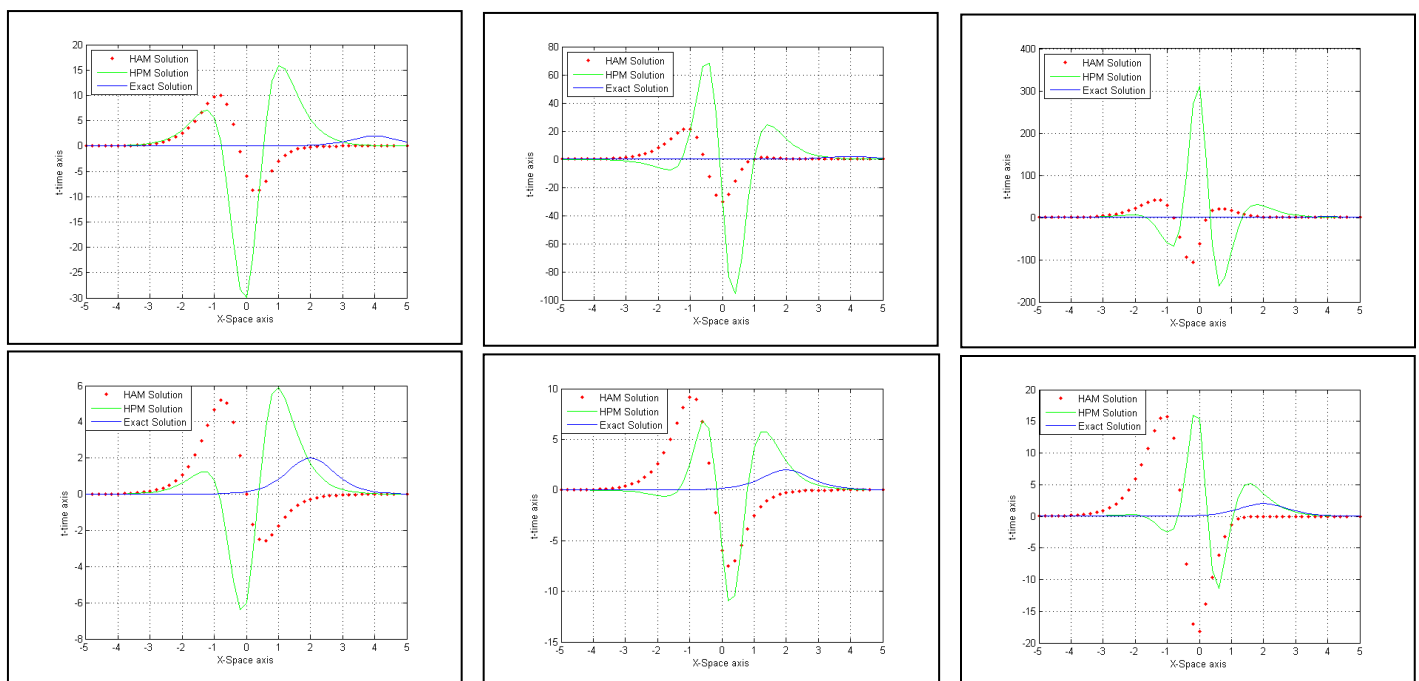 20
15
10
5
0
-5
-10
-15
-20
-25
-30
t-time axis
HAM Solution
HPM Solution
Exact Solution
-5 -4 -3 -2 -1 0 1 2 3 4 5
X-Space axis
80
60
40
20
0
-20
-40
-60
-80
-100
t-time axis
HAM Solution
HPM Solution
Exact Solution
-5 -4 -3 -2 -1 0 1 2 3 4 5
X-Space axis
400
300
200
100
0
-100
-200
t-time axis
HAM Solution
HPM Solution
Exact Solution
-5 -4 -3 -2 -1 0 1 2 3 4 5
X-Space axis
6
4
2
0
-2
-4
-6
-8
t-time axis
HAM Solution
HPM Solution
Exact Solution
-5 -4 -3 -2 -1 0 1 2 3 4 5
X-Space axis
10
5
0
-5
-10
-15
t-time axis
HAM Solution
HPM Solution
Exact Solution
-5 -4 -3 -2 -1 0 1 2 3 4 5
X-Space axis
20
15
10
5
0
-5
-10
-15
-20
t-time axis
HAM Solution
HPM Solution
Exact Solution
-5 -4 -3 -2 -1 0 1 2 3 4 5
X-Space axis